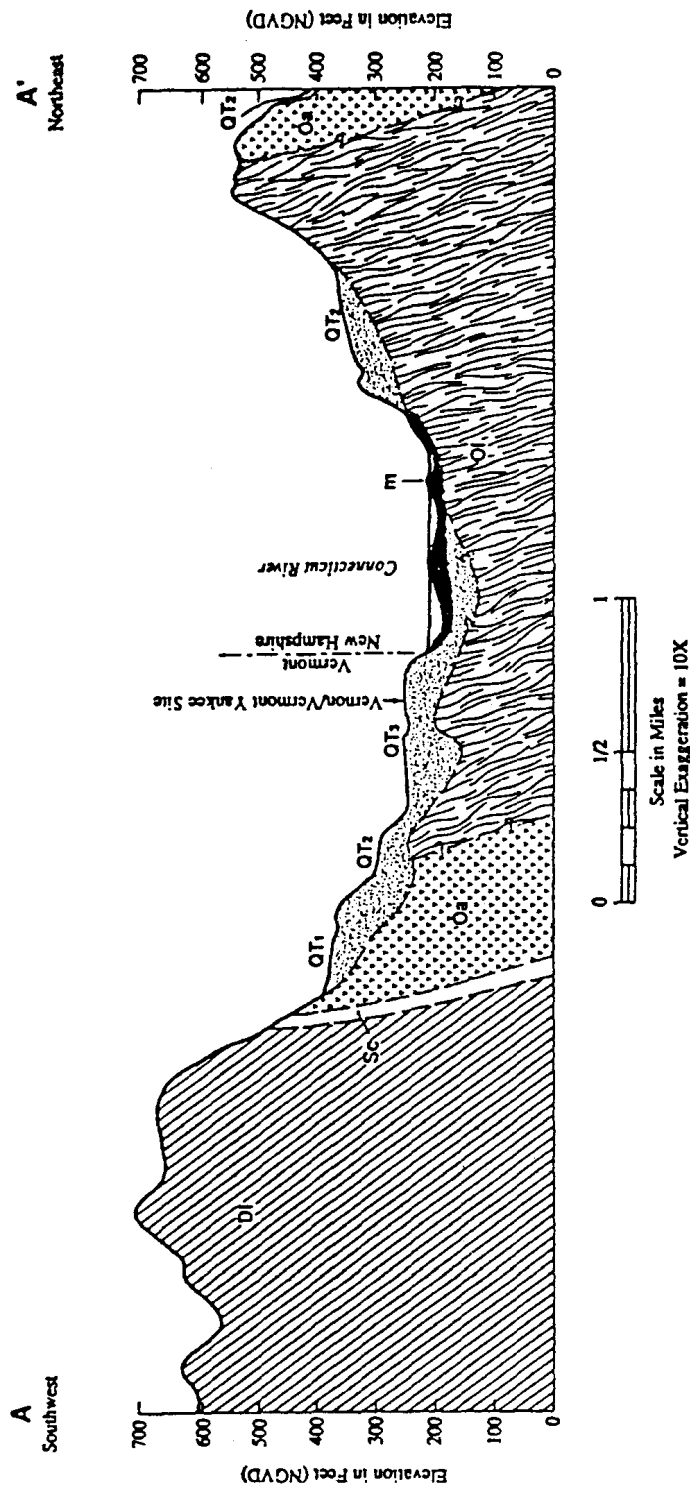 A
Southwest
A'
Northeast
Elevation in Feet (NGVD)
700
600
500
400
300
200
100
0
Dl
Sc
QT1
Oa
QT2
QT3
Vernon/Vermont Yankee Site
Vermont
New Hampshire
Connecticut River
E
Ol
QT2
QT2
Oa
Elevation in Feet (NGVD)
700
600
500
400
300
200
100
0
0 1/2 1
Scale in Miles
Vertical Exaggeration = 10X